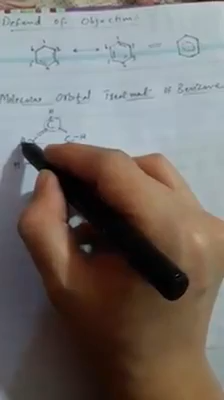 Defend of Objection:
Molecular Orbital Treatment of Benzene
H
C
C-H
H